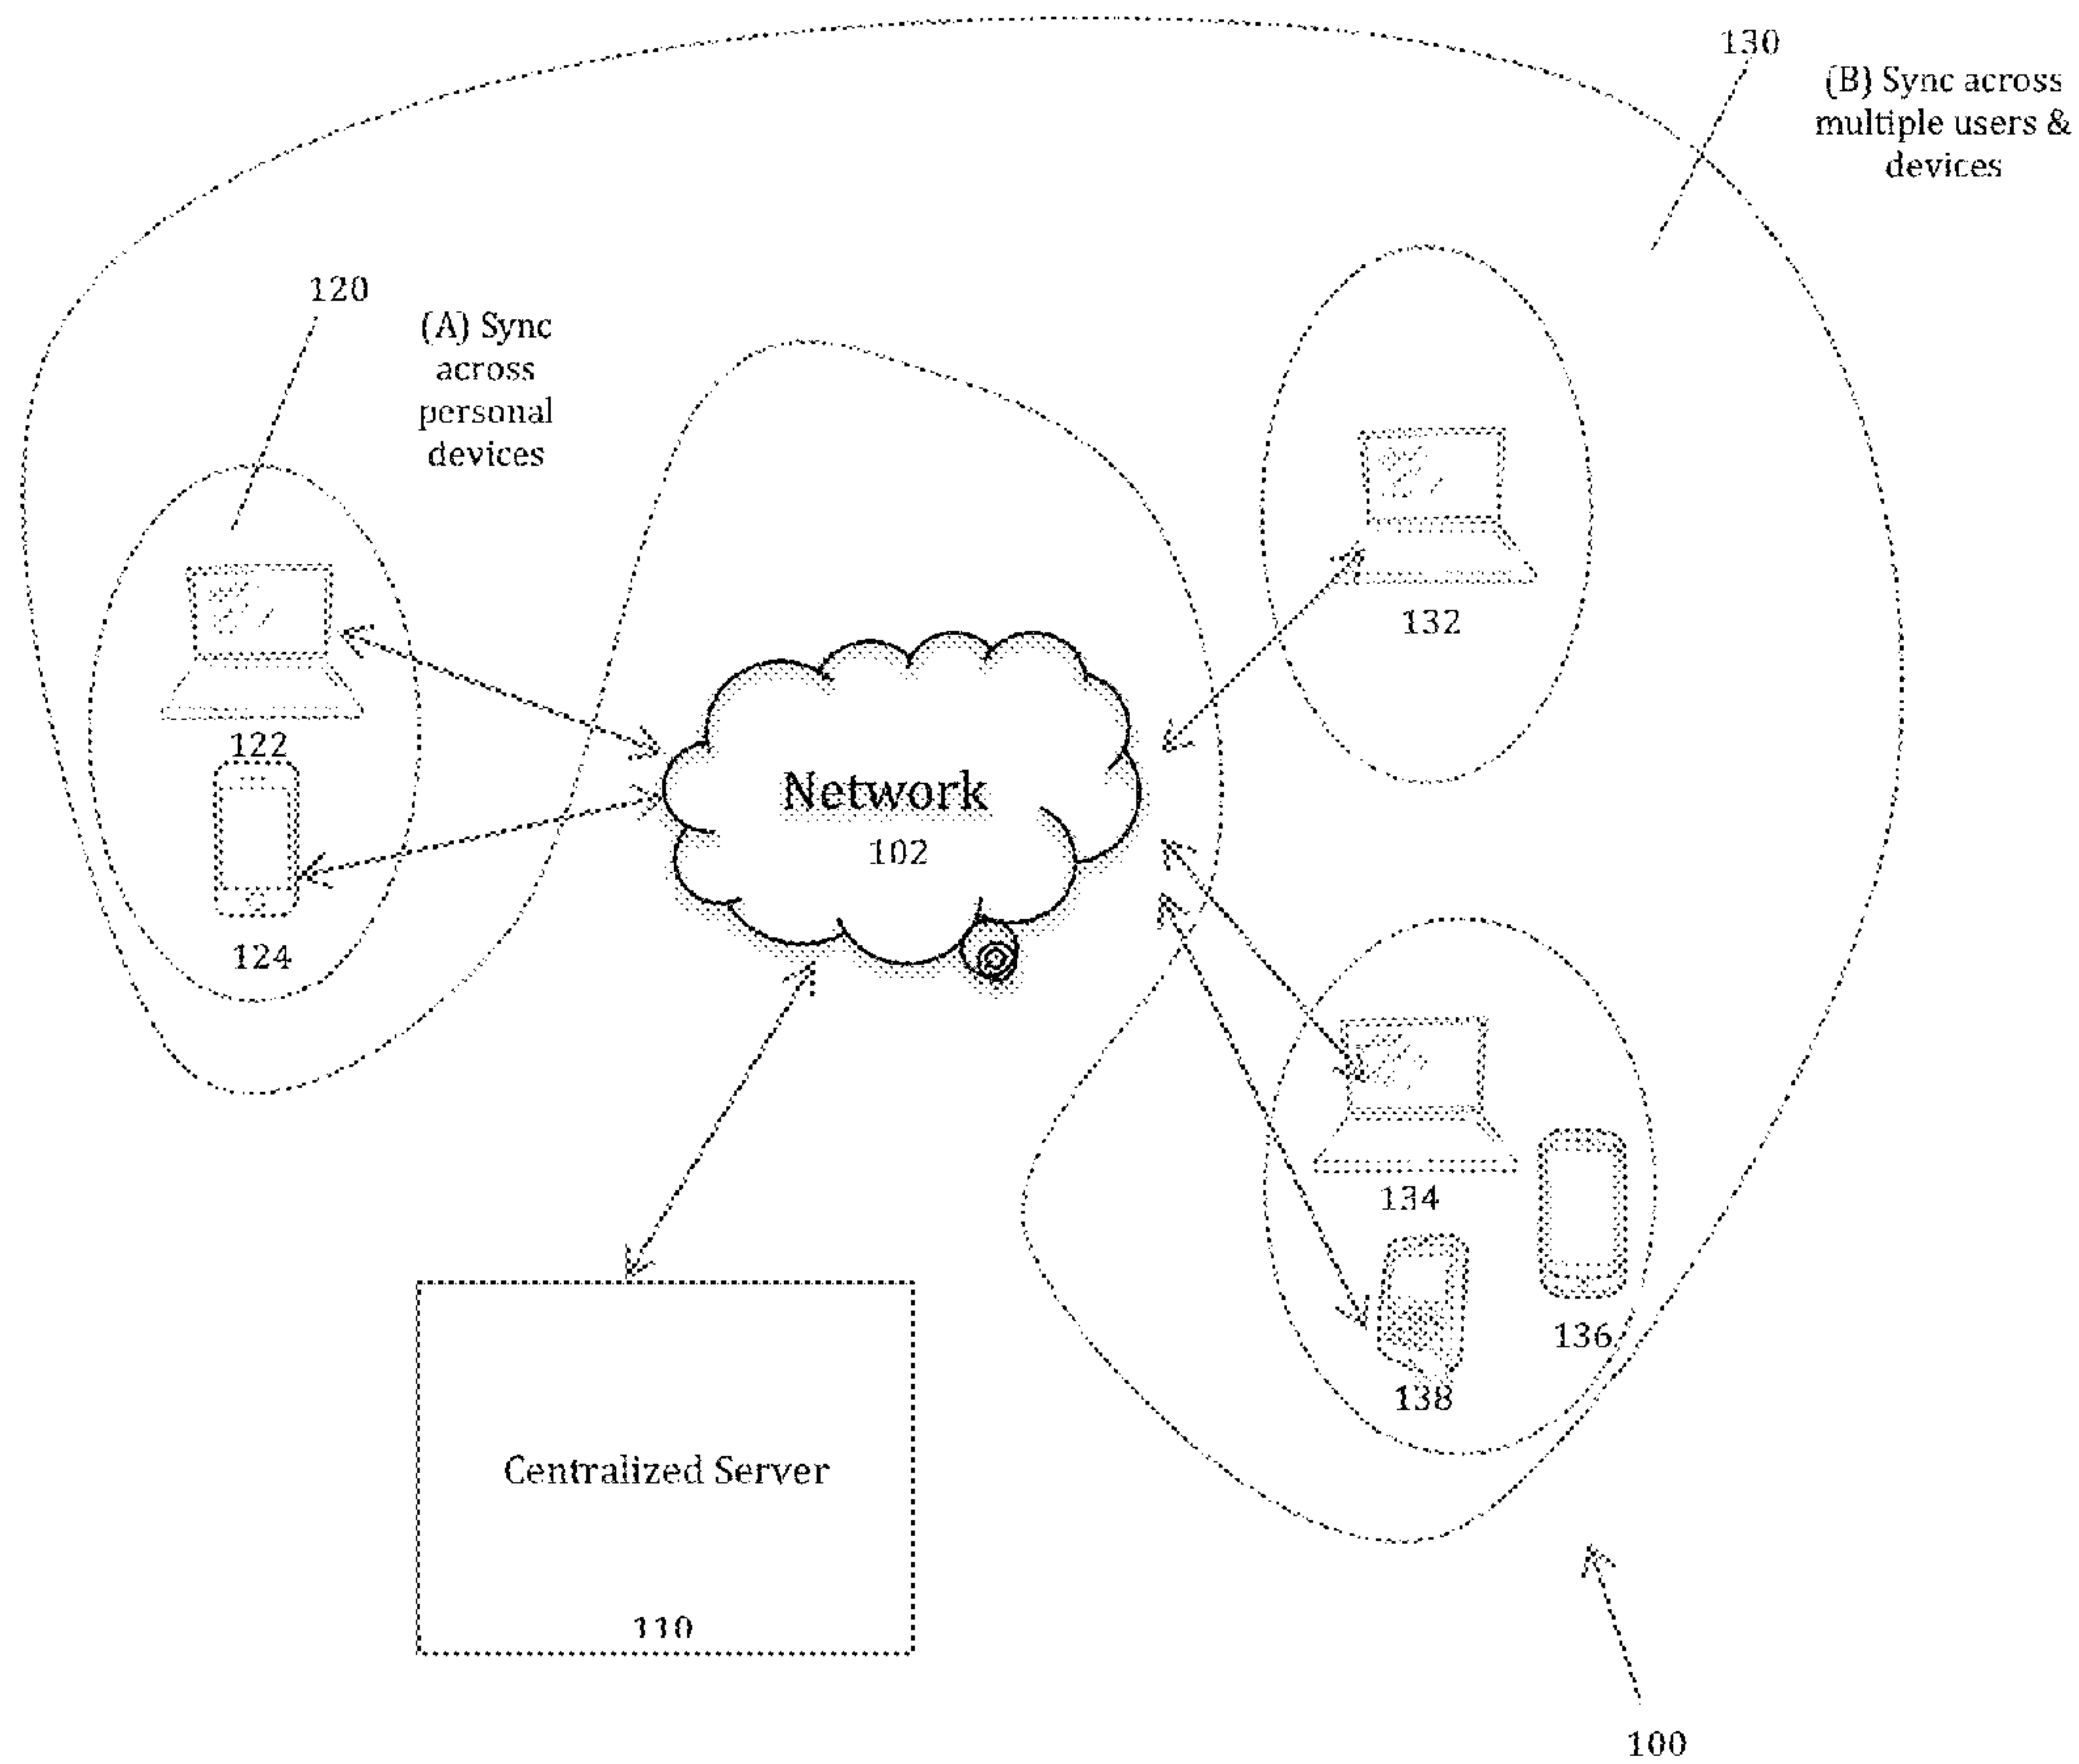 130
(B) Sync across
multiple users &
devices
120
(A) Sync
across
personal
devices
132
122
Network
102
124
134
136
138
Centralized Server
110
100